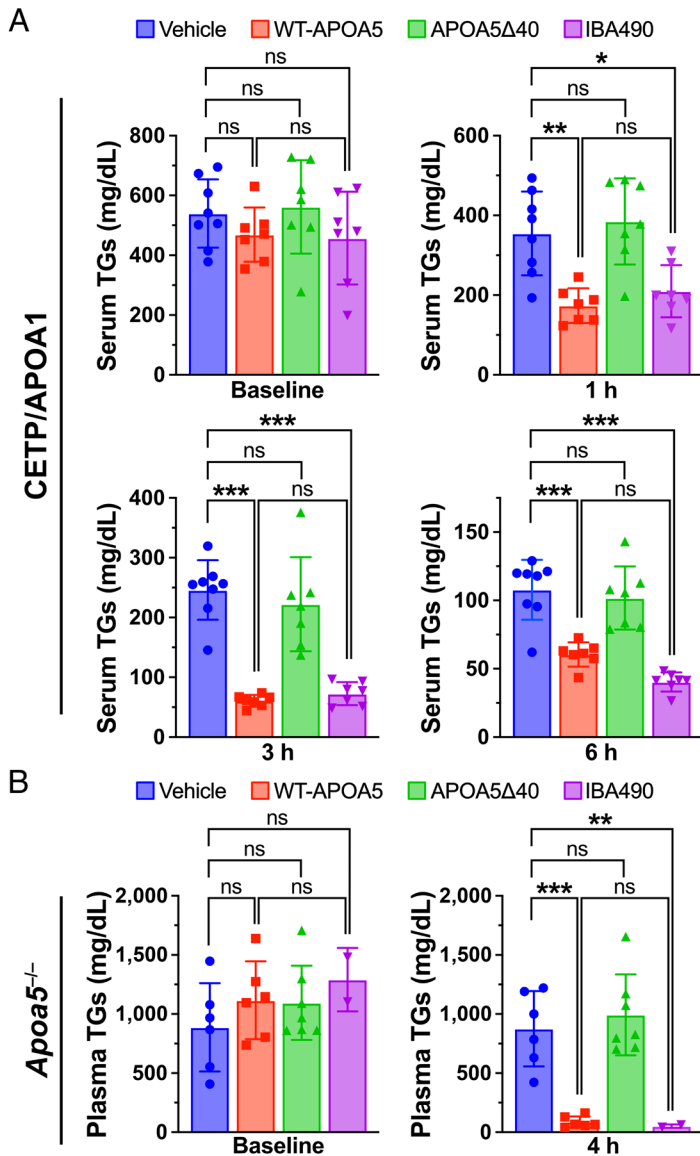 A
Vehicle WT-APOA5 APOA5Δ40 IBA490
CETP/APOA1
ns
ns
ns ns
Serum TGs (mg/dL)
800
600
400
200
0
Baseline
*
ns
** ns
Serum TGs (mg/dL)
600
400
200
0
1 h
***
ns
*** ns
Serum TGs (mg/dL)
400
300
200
100
0
3 h
***
ns
*** ns
Serum TGs (mg/dL)
150
100
50
0
6 h
B
Vehicle WT-APOA5 APOA5Δ40 IBA490
Apoa5–/–
ns
ns
ns ns
Plasma TGs (mg/dL)
2,000
1,500
1,000
500
0
Baseline
**
ns
*** ns
Plasma TGs (mg/dL)
2,000
1,500
1,000
500
0
4 h